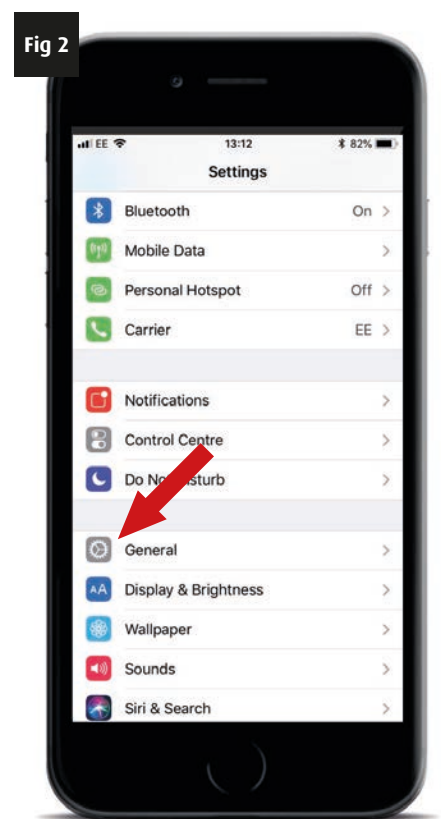 Fig 2
EE 13:12 82%
Settings
Bluetooth On
Mobile Data
Personal Hotspot Off
Carrier EE
Notifications
Control Centre
Do Not Disturb
General
AA Display & Brightness
Wallpaper
Sounds
Siri & Search